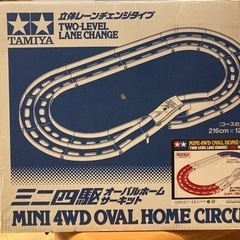 立体レーンチェンジタイプ
TWO-LEVEL
LANE CHANGE
TAMIYA
216cm×12
MINI 4WD OVAL HOME
(TWO-LEVEL LANE CHANGE)
ミニ四駆 オーバルホーム
サーキット
MINI 4WD OVAL HOME CIRCU